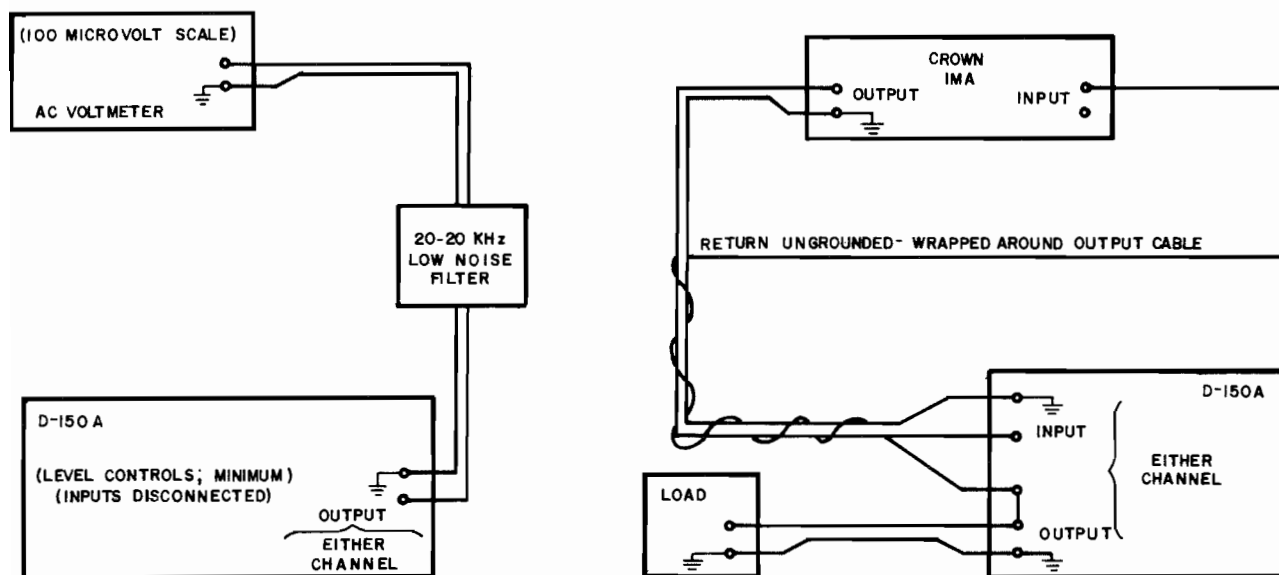 (100 MICROVOLT SCALE)
AC VOLTMETER
20-20 KHz
LOW NOISE
FILTER
D-150A
(LEVEL CONTROLS; MINIMUM)
(INPUTS DISCONNECTED)
OUTPUT
EITHER
CHANNEL
CROWN
IMA
OUTPUT
INPUT
RETURN UNGROUNDED- WRAPPED AROUND OUTPUT CABLE
D-150A
INPUT
EITHER
CHANNEL
OUTPUT
LOAD